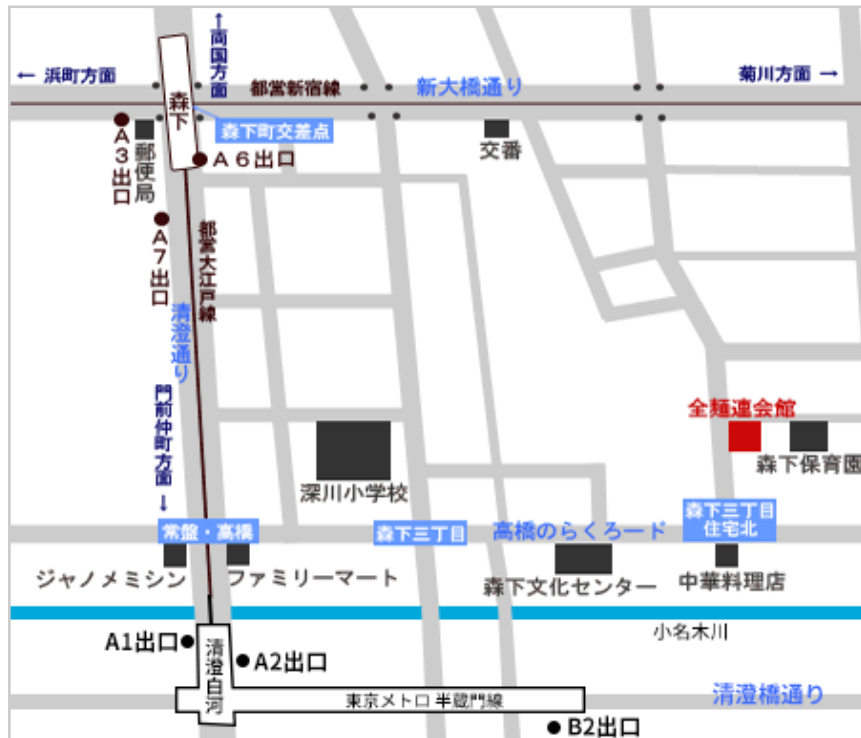 ↑両国方面
← 浜町方面
都営新宿線
新大橋通り
菊川方面 →
森下
森下町交差点
A3出口
郵便局
A6出口
交番
A7出口
都営大江戸線
清澄通り
門前仲町方面↓
全麺連会館
森下保育園
深川小学校
常盤・高橋
森下三丁目
高橋のらくろード
森下三丁目
住宅北
ジャノメミシン
ファミリーマート
森下文化センター
中華料理店
小名木川
A1出口
清澄白河
A2出口
東京メトロ 半蔵門線
清澄橋通り
B2出口